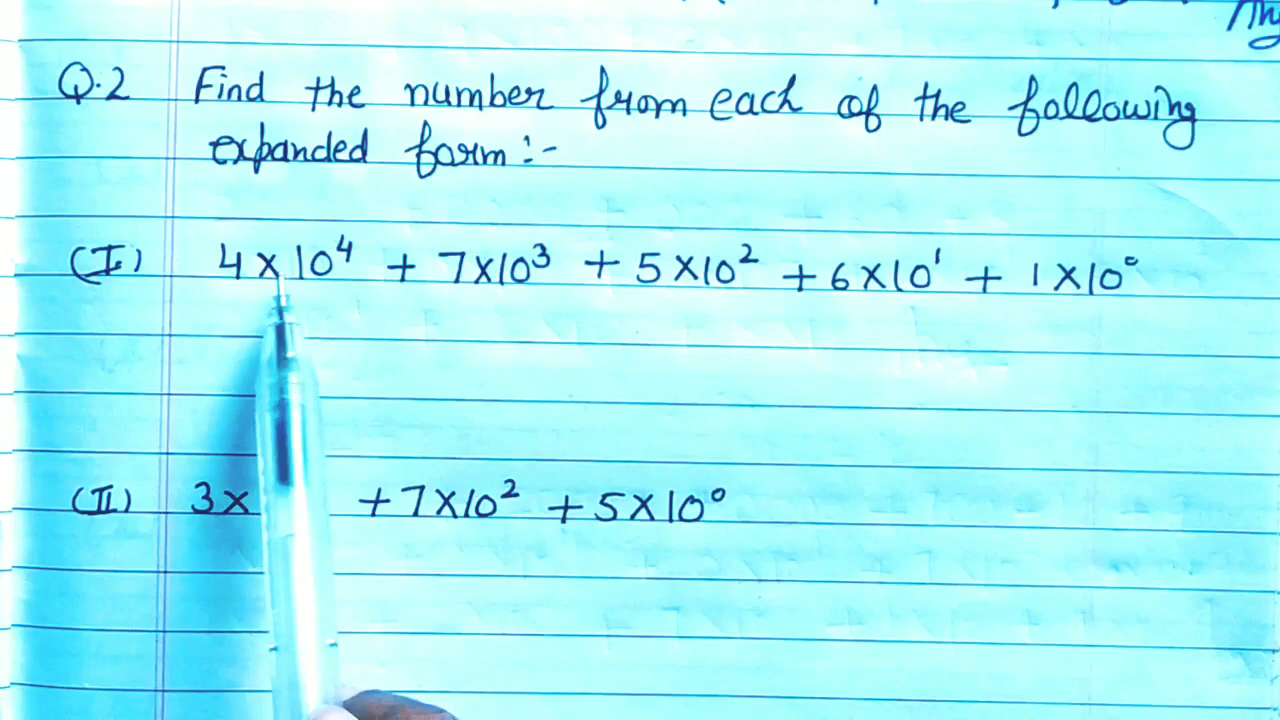 Q.2 Find the number from each of the following
expanded form :-
(I) 4 × 10⁴ + 7×10³ + 5×10² + 6×10¹ + 1×10⁰
(II) 3× + 7×10² + 5×10⁰